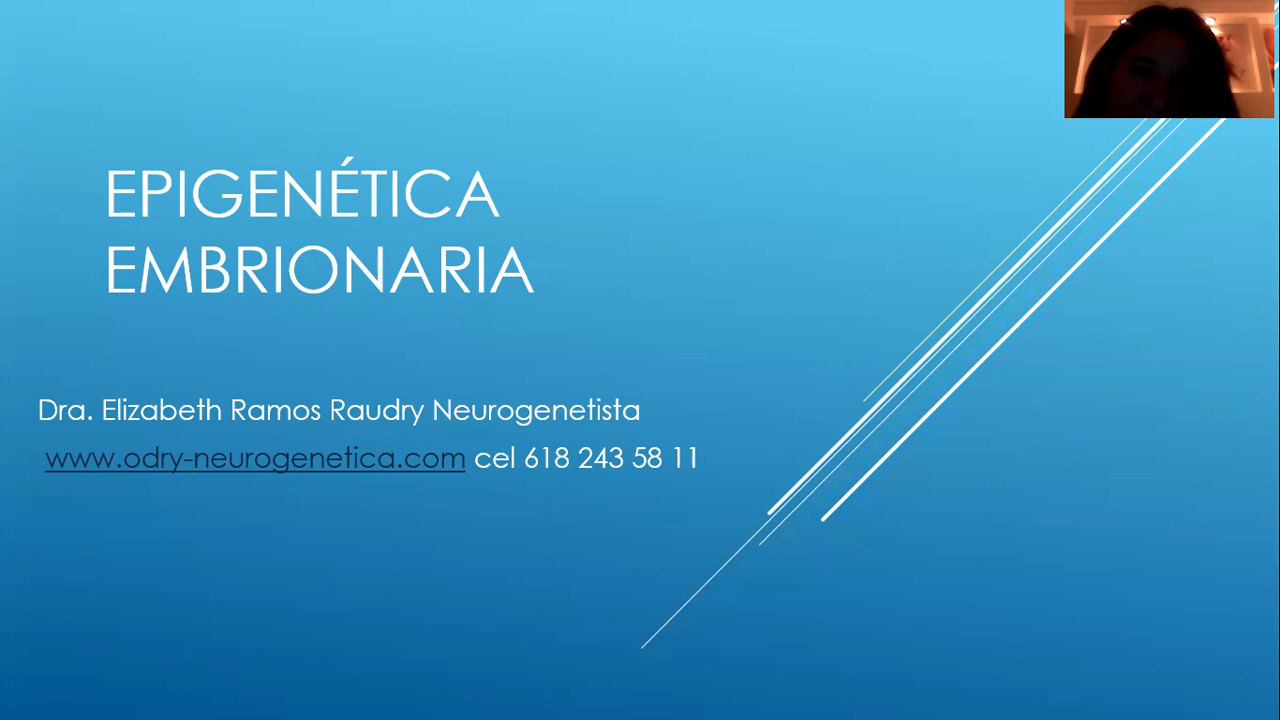 EPIGENÉTICA
EMBRIONARIA
Dra. Elizabeth Ramos Raudry Neurogenetista
www.odry-neurogenetica.com cel 618 243 58 11